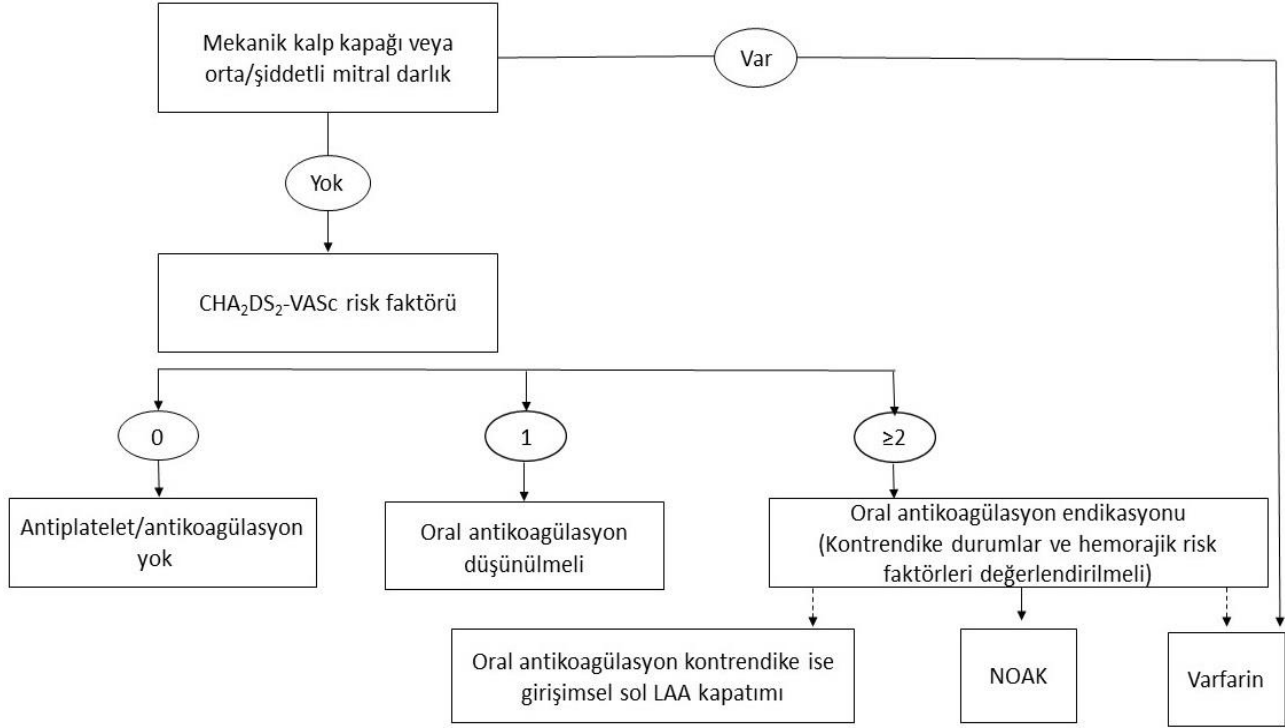 Mekanik kalp kapağı veya
orta/şiddetli mitral darlık
Var
Yok
CHA₂DS₂-VASc risk faktörü
0
1
≥2
Antiplatelet/antikoagülasyon
yok
Oral antikoagülasyon
düşünülmeli
Oral antikoagülasyon endikasyonu
(Kontrendike durumlar ve hemorajik risk
faktörleri değerlendirilmeli)
Oral antikoagülasyon kontrendike ise
girişimsel sol LAA kapatımı
NOAK
Varfarin